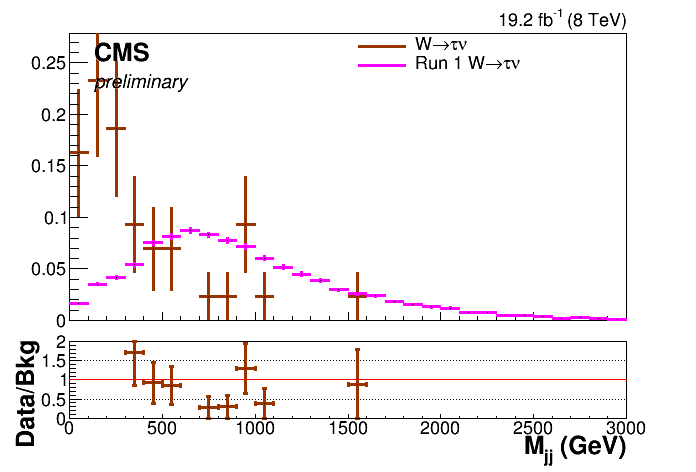 19.2 fb⁻¹ (8 TeV)
CMS
preliminary
W→τν
Run 1 W→τν
0.25
0.2
0.15
0.1
0.05
0
Data/Bkg
2
1.5
1
0.5
0
0 500 1000 1500 2000 2500 3000
Mjj (GeV)